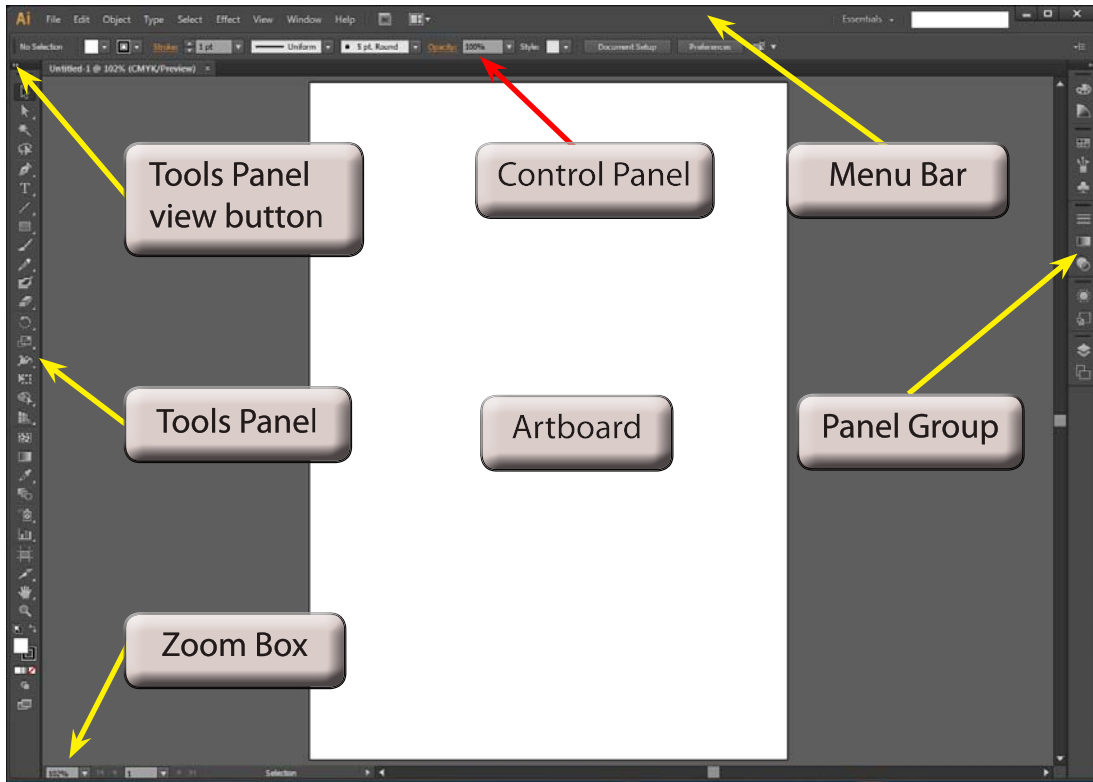 Ai File Edit Object Type Select Effect View Window Help Essentials
No Selection Stroke: 1 pt Uniform 5 pt. Round Opacity: 100% Style: Document Setup Preferences
Untitled-1 @ 102% (CMYK/Preview) ×
Tools Panel
view button
Control Panel
Menu Bar
Tools Panel
Artboard
Panel Group
Zoom Box
102% 1 Selection